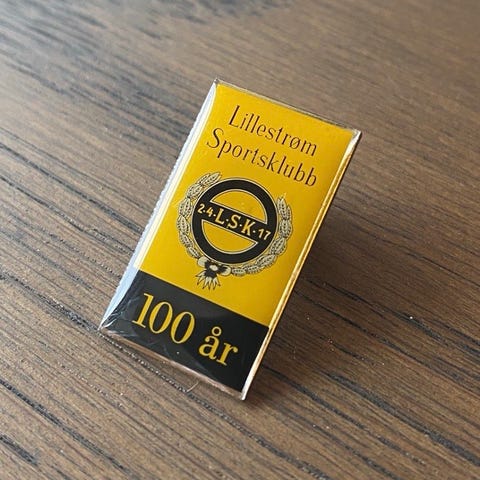 Lillestrøm
Sportsklubb
2-4-L·S·K·17
100 år